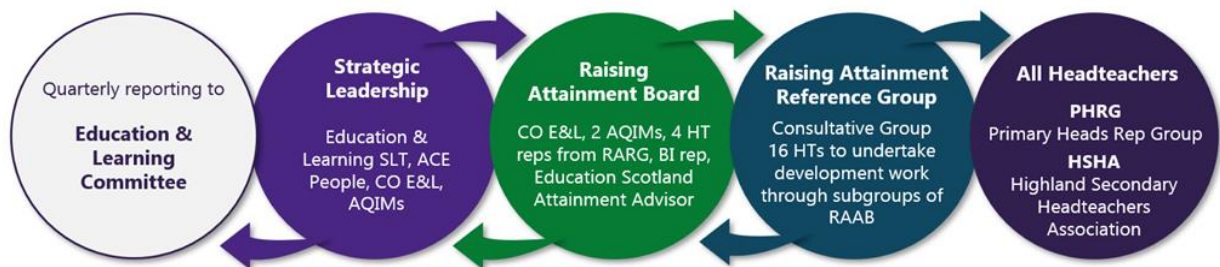 Quarterly reporting to
Education &
Learning
Committee
Strategic
Leadership
Education &
Learning SLT, ACE
People, CO E&L,
AQIMs
Raising
Attainment Board
CO E&L, 2 AQIMs, 4 HT
reps from RARG, BI rep,
Education Scotland
Attainment Advisor
Raising Attainment
Reference Group
Consultative Group
16 HTs to undertake
development work
through subgroups of
RAAB
All Headteachers
PHRG
Primary Heads Rep Group
HSHA
Highland Secondary
Headteachers
Association